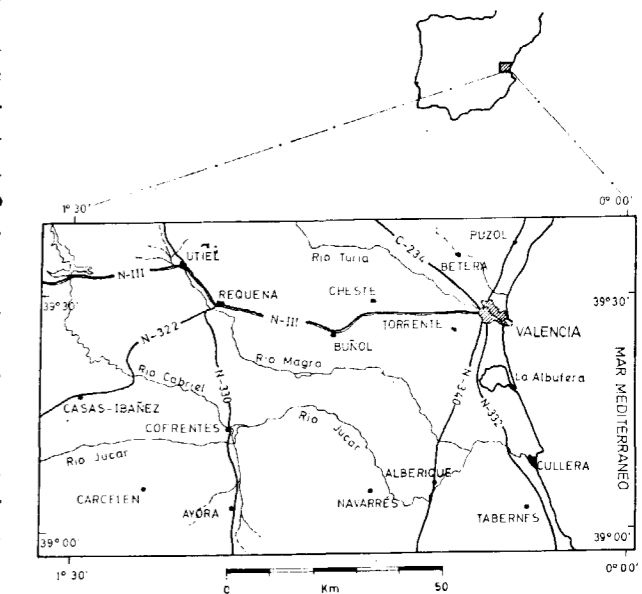 1° 30'
0° 00'
PUZOL
UTIEL
C-234
Rio Turia
BETERA
N-III
CHESTE
39°30'
39°30'
REQUENA
N-III
TORRENTE
N-322
VALENCIA
BUÑOL
Rio Magro
MAR MEDITERRANEO
Rio Cabriel
N-330
N-340
La Albufera
N-332
CASAS-IBAÑEZ
COFRENTES
Rio Jucar
Rio Jucar
CULLERA
ALBERIQUE
CARCELEN
NAVARRÉS
AYORA
TABERNES
39°00'
39°00'
1° 30'
0° 00'
0
Km
50